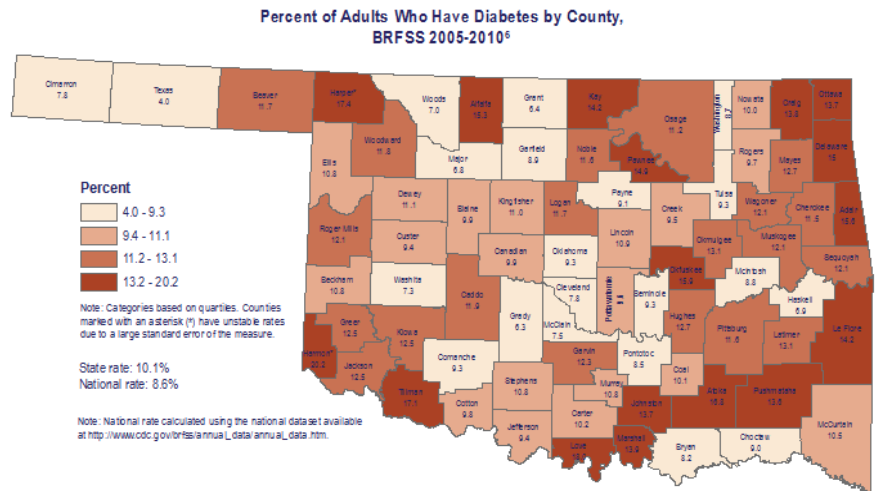 Percent of Adults Who Have Diabetes by County,
BRFSS 2005-2010⁶
Cimarron
7.8
Texas
4.0
Beaver
11.7
Harper*
17.4
Woods
7.0
Alfalfa
15.3
Grant
6.4
Kay
14.2
Osage
11.2
Washington
8.7
Nowata
10.0
Craig
13.8
Ottawa
13.7
Ellis
10.8
Woodward
11.8
Major
6.8
Garfield
8.9
Noble
11.6
Pawnee
14.9
Rogers
9.7
Mayes
12.7
Delaware
Payne
9.1
Tulsa
9.3
Dewey
11.1
Blaine
9.9
Kingfisher
11.0
Logan
11.7
Creek
9.5
Wagoner
12.1
Cherokee
11.5
Adair
15.6
Roger Mills
12.1
Custer
9.4
Canadian
9.9
Oklahoma
9.3
Lincoln
10.9
Okmulgee
13.1
Muskogee
12.1
Sequoyah
12.1
Beckham
10.8
Washita
7.3
Caddo
11.9
Grady
6.3
Cleveland
7.8
McClain
7.5
Pottawatomie
Seminole
9.3
Okfuskee
15.9
McIntosh
8.8
Haskell
6.9
Hughes
12.7
Pittsburg
11.6
Latimer
13.1
Le Flore
14.2
Greer
12.5
Kiowa
12.5
Harmon*
20.2
Jackson
12.5
Comanche
9.3
Tillman
17.1
Cotton
9.8
Stephens
10.8
Jefferson
9.4
Garvin
12.3
Murray
10.8
Carter
10.2
Love
Pontotoc
8.5
Coal
10.1
Johnston
13.7
Marshall
13.9
Atoka
15.8
Pushmataha
13.6
Bryan
8.2
Choctaw
9.0
McCurtain
10.5
Percent
4.0 - 9.3
9.4 - 11.1
11.2 - 13.1
13.2 - 20.2
Note: Categories based on quartiles. Counties
marked with an asterisk (*) have unstable rates
due to a large standard error of the measure.
State rate: 10.1%
National rate: 8.6%
Note: National rate calculated using the national dataset available
at http://www.cdc.gov/brfss/annual_data/annual_data.htm.